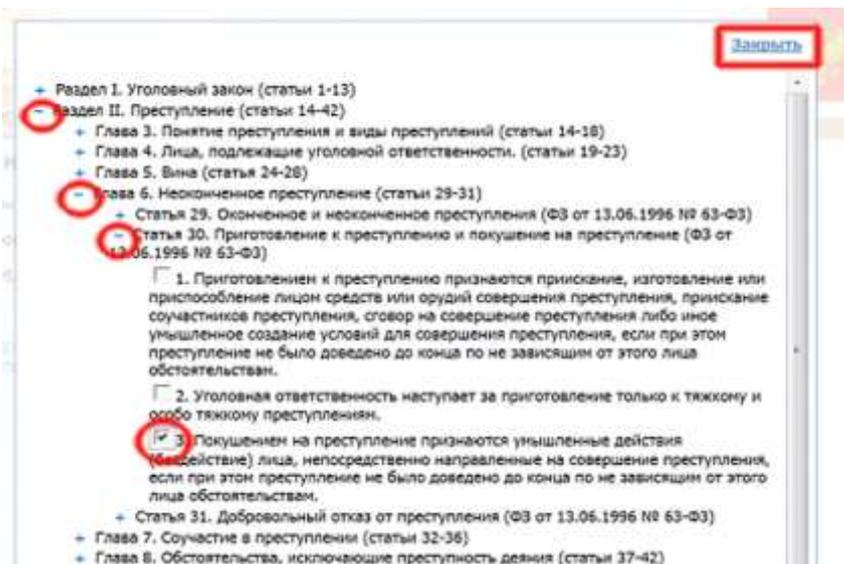 Закрыть
+ Раздел I. Уголовный закон (статьи 1-13)
- Раздел II. Преступление (статьи 14-42)
+ Глава 3. Понятие преступления и виды преступлений (статьи 14-18)
+ Глава 4. Лица, подлежащие уголовной ответственности. (статьи 19-23)
+ Глава 5. Вина (статья 24-28)
- Глава 6. Неоконченное преступление (статьи 29-31)
+ Статья 29. Оконченное и неоконченное преступления (ФЗ от 13.06.1996 № 63-ФЗ)
- Статья 30. Приготовление к преступлению и покушение на преступление (ФЗ от
13.06.1996 № 63-ФЗ)
1. Приготовлением к преступлению признаются приискание, изготовление или
приспособление лицом средств или орудий совершения преступления, приискание
соучастников преступления, сговор на совершение преступления либо иное
умышленное создание условий для совершения преступления, если при этом
преступление не было доведено до конца по не зависящим от этого лица
обстоятельствам.
2. Уголовная ответственность наступает за приготовление только к тяжкому и
особо тяжкому преступлениям.
3. Покушением на преступление признаются умышленные действия
(бездействие) лица, непосредственно направленные на совершение преступления,
если при этом преступление не было доведено до конца по не зависящим от этого
лица обстоятельствам.
+ Статья 31. Добровольный отказ от преступления (ФЗ от 13.06.1996 № 63-ФЗ)
+ Глава 7. Соучастие в преступлении (статьи 32-36)
+ Глава 8. Обстоятельства, исключающие преступность деяния (статьи 37-42)